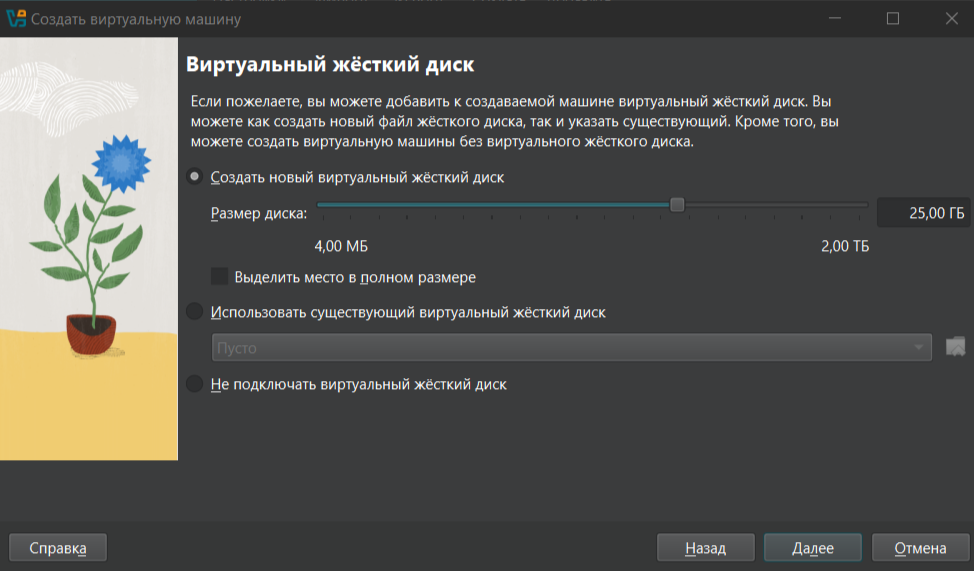 Создать виртуальную машину
Виртуальный жёсткий диск
Если пожелаете, вы можете добавить к создаваемой машине виртуальный жёсткий диск. Вы
можете как создать новый файл жёсткого диска, так и указать существующий. Кроме того, вы
можете создать виртуальную машины без виртуального жёсткого диска.
Создать новый виртуальный жёсткий диск
Размер диска:
25,00 ГБ
4,00 МБ
2,00 ТБ
Выделить место в полном размере
Использовать существующий виртуальный жёсткий диск
Пусто
Не подключать виртуальный жёсткий диск
Справка
Назад
Далее
Отмена